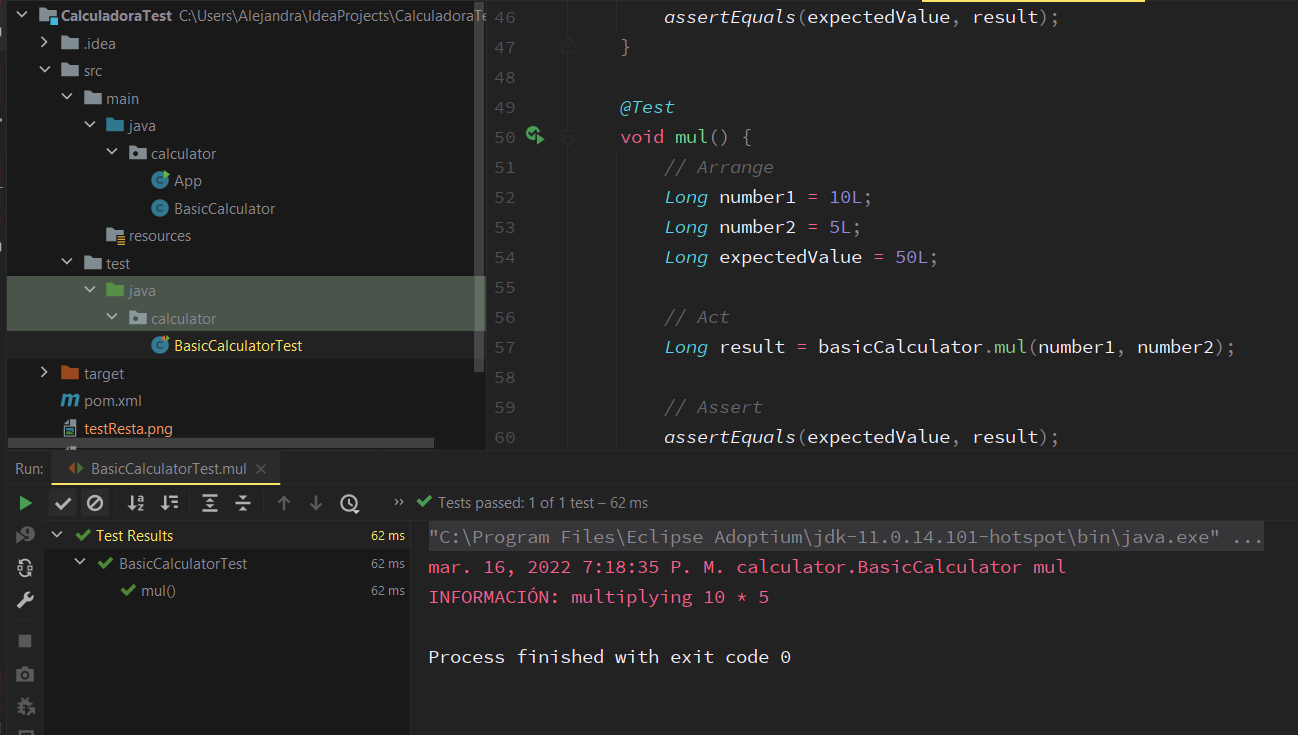 CalculadoraTest C:\Users\Alejandra\IdeaProjects\CalculadoraTe
.idea
src
main
java
calculator
App
BasicCalculator
resources
test
java
calculator
BasicCalculatorTest
target
pom.xml
testResta.png
46 assertEquals(expectedValue, result);
47 }
48
49 @Test
50 void mul() {
51 // Arrange
52 Long number1 = 10L;
53 Long number2 = 5L;
54 Long expectedValue = 50L;
55
56 // Act
57 Long result = basicCalculator.mul(number1, number2);
58
59 // Assert
60 assertEquals(expectedValue, result);
Run: BasicCalculatorTest.mul
Tests passed: 1 of 1 test – 62 ms
Test Results 62 ms
BasicCalculatorTest 62 ms
mul() 62 ms
"C:\Program Files\Eclipse Adoptium\jdk-11.0.14.101-hotspot\bin\java.exe" ...
mar. 16, 2022 7:18:35 P. M. calculator.BasicCalculator mul
INFORMACIÓN: multiplying 10 * 5
Process finished with exit code 0